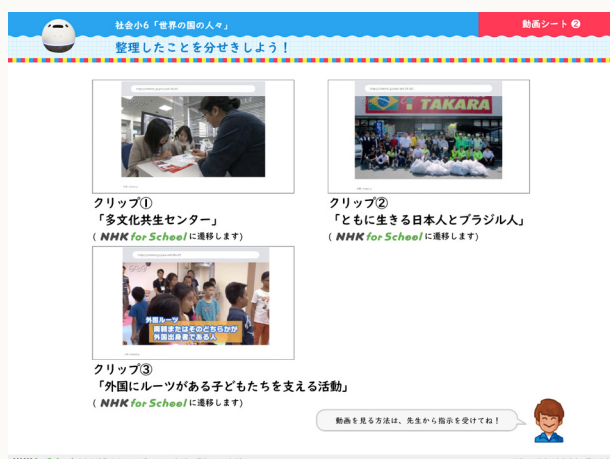 社会小6「世界の国の人々」
動画シート ❷
整理したことを分せきしよう！
TAKARA
クリップ①
「多文化共生センター」
( NHK for School に遷移します)
クリップ②
「ともに生きる日本人とブラジル人」
( NHK for School に遷移します)
外国ルーツ
両親またはそのどちらかが
外国出身者である人
クリップ③
「外国にルーツがある子どもたちを支える活動」
( NHK for School に遷移します)
動画を見る方法は、先生から指示を受けてね！